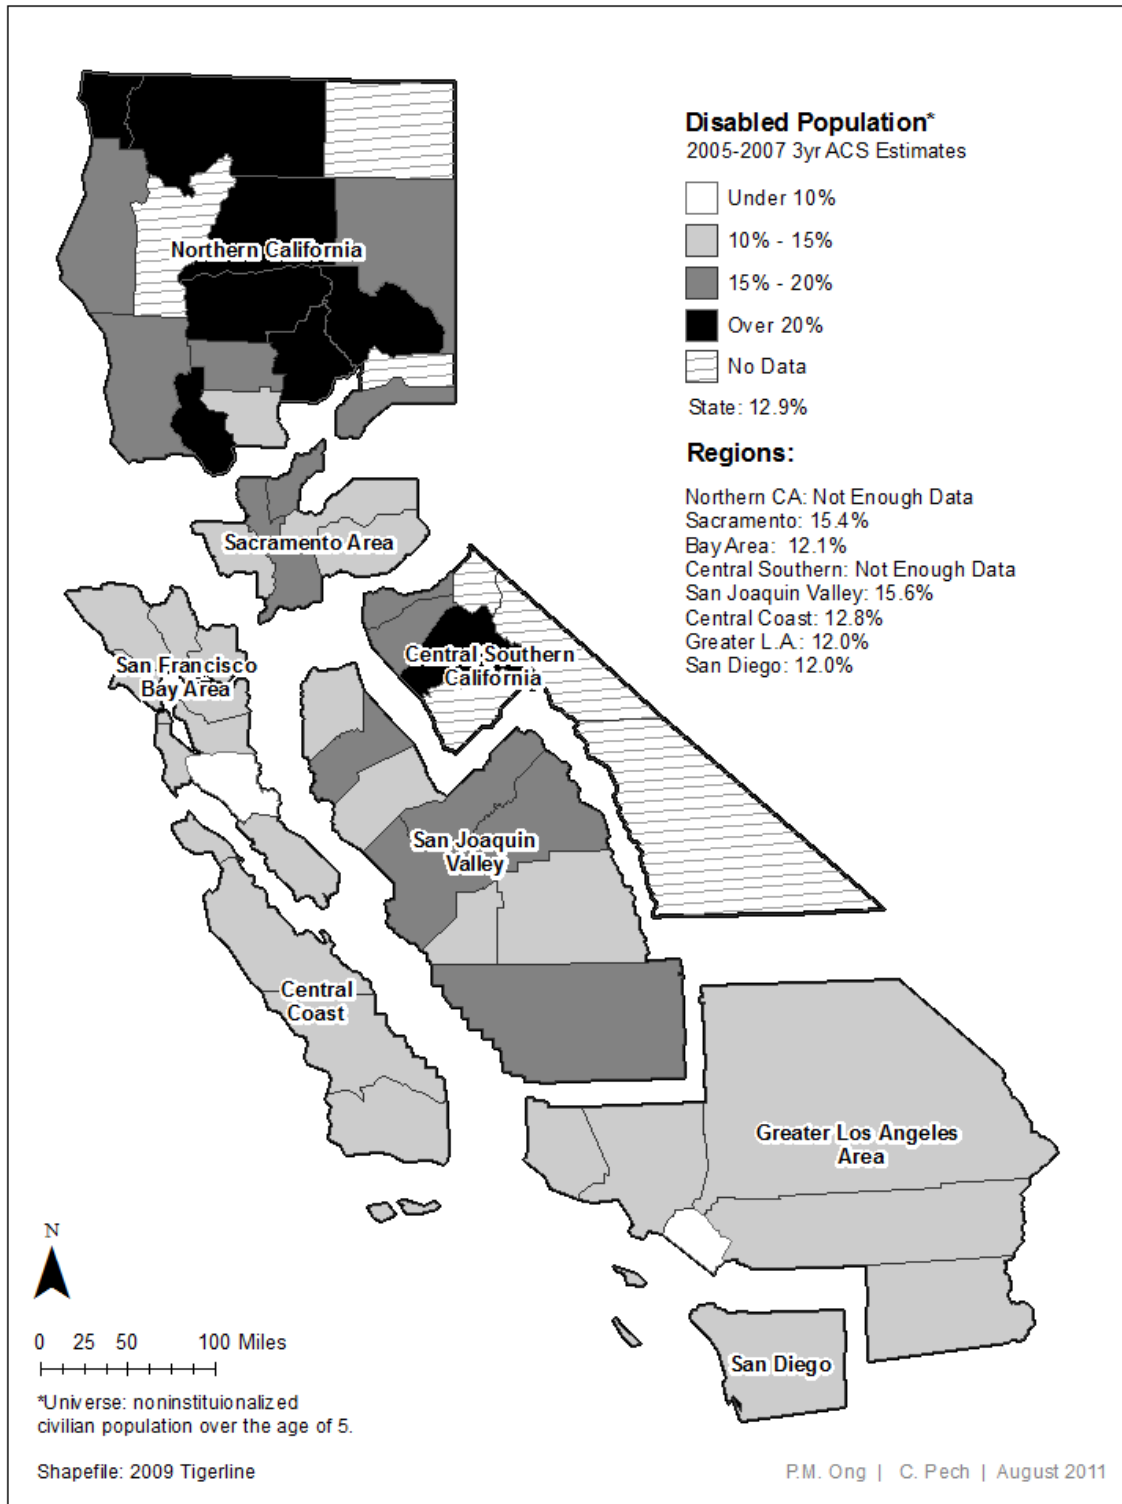 Disabled Population*
2005-2007 3yr ACS Estimates
Under 10%
10% - 15%
15% - 20%
Over 20%
No Data
State: 12.9%
Regions:
Northern CA: Not Enough Data
Sacramento: 15.4%
Bay Area: 12.1%
Central Southern: Not Enough Data
San Joaquin Valley: 15.6%
Central Coast: 12.8%
Greater L.A.: 12.0%
San Diego: 12.0%
Northern California
Sacramento Area
San Francisco
Bay Area
Central Southern
California
San Joaquin
Valley
Central
Coast
Greater Los Angeles
Area
San Diego
N
0 25 50 100 Miles
*Universe: noninstituionalized
civilian population over the age of 5.
Shapefile: 2009 Tigerline
P.M. Ong | C. Pech | August 2011